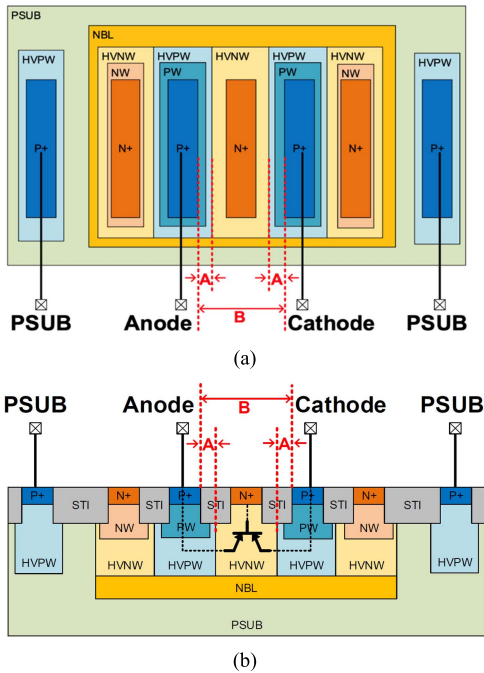 PSUB
NBL
HVPW HVNW HVPW HVNW HVPW HVNW HVPW
NW PW PW NW
P+ N+ P+ N+ P+ N+ P+
A A
B
PSUB Anode Cathode PSUB
(a)
PSUB Anode Cathode PSUB
B
A A
P+ STI N+ STI P+ STI N+ STI P+ STI N+ STI P+
NW PW PW NW
HVPW HVNW HVPW HVNW HVPW HVNW HVPW
NBL
PSUB
(b)